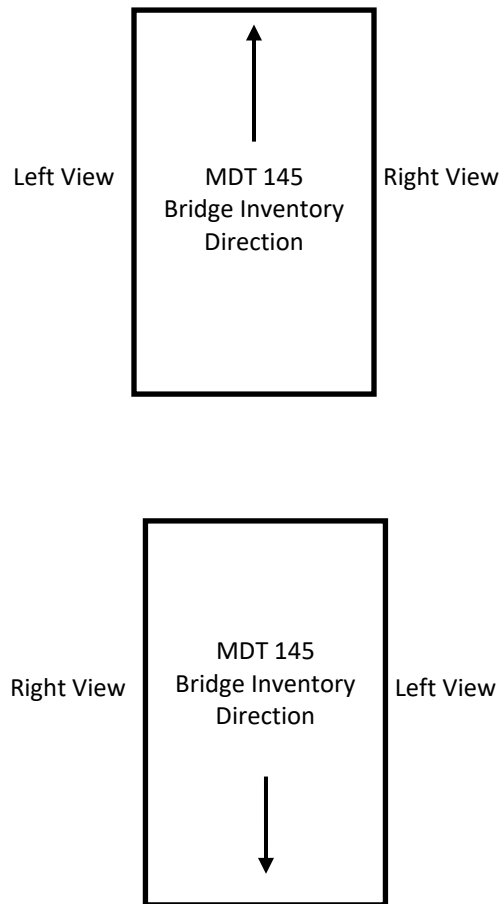 Left View
MDT 145
Bridge Inventory
Direction
Right View
Right View
MDT 145
Bridge Inventory
Direction
Left View